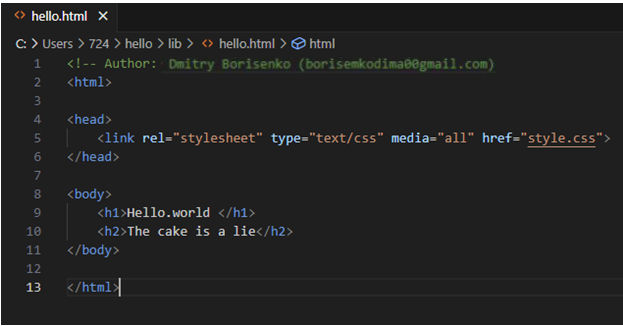 <> hello.html X
C: > Users > 724 > hello > lib > <> hello.html > html
1 <!-- Author: Dmitry Borisenko (borisemkodima00gmail.com)
2 <html>
3
4 <head>
5 <link rel="stylesheet" type="text/css" media="all" href="style.css">
6 </head>
7
8 <body>
9 <h1>Hello.world </h1>
10 <h2>The cake is a lie</h2>
11 </body>
12
13 </html>